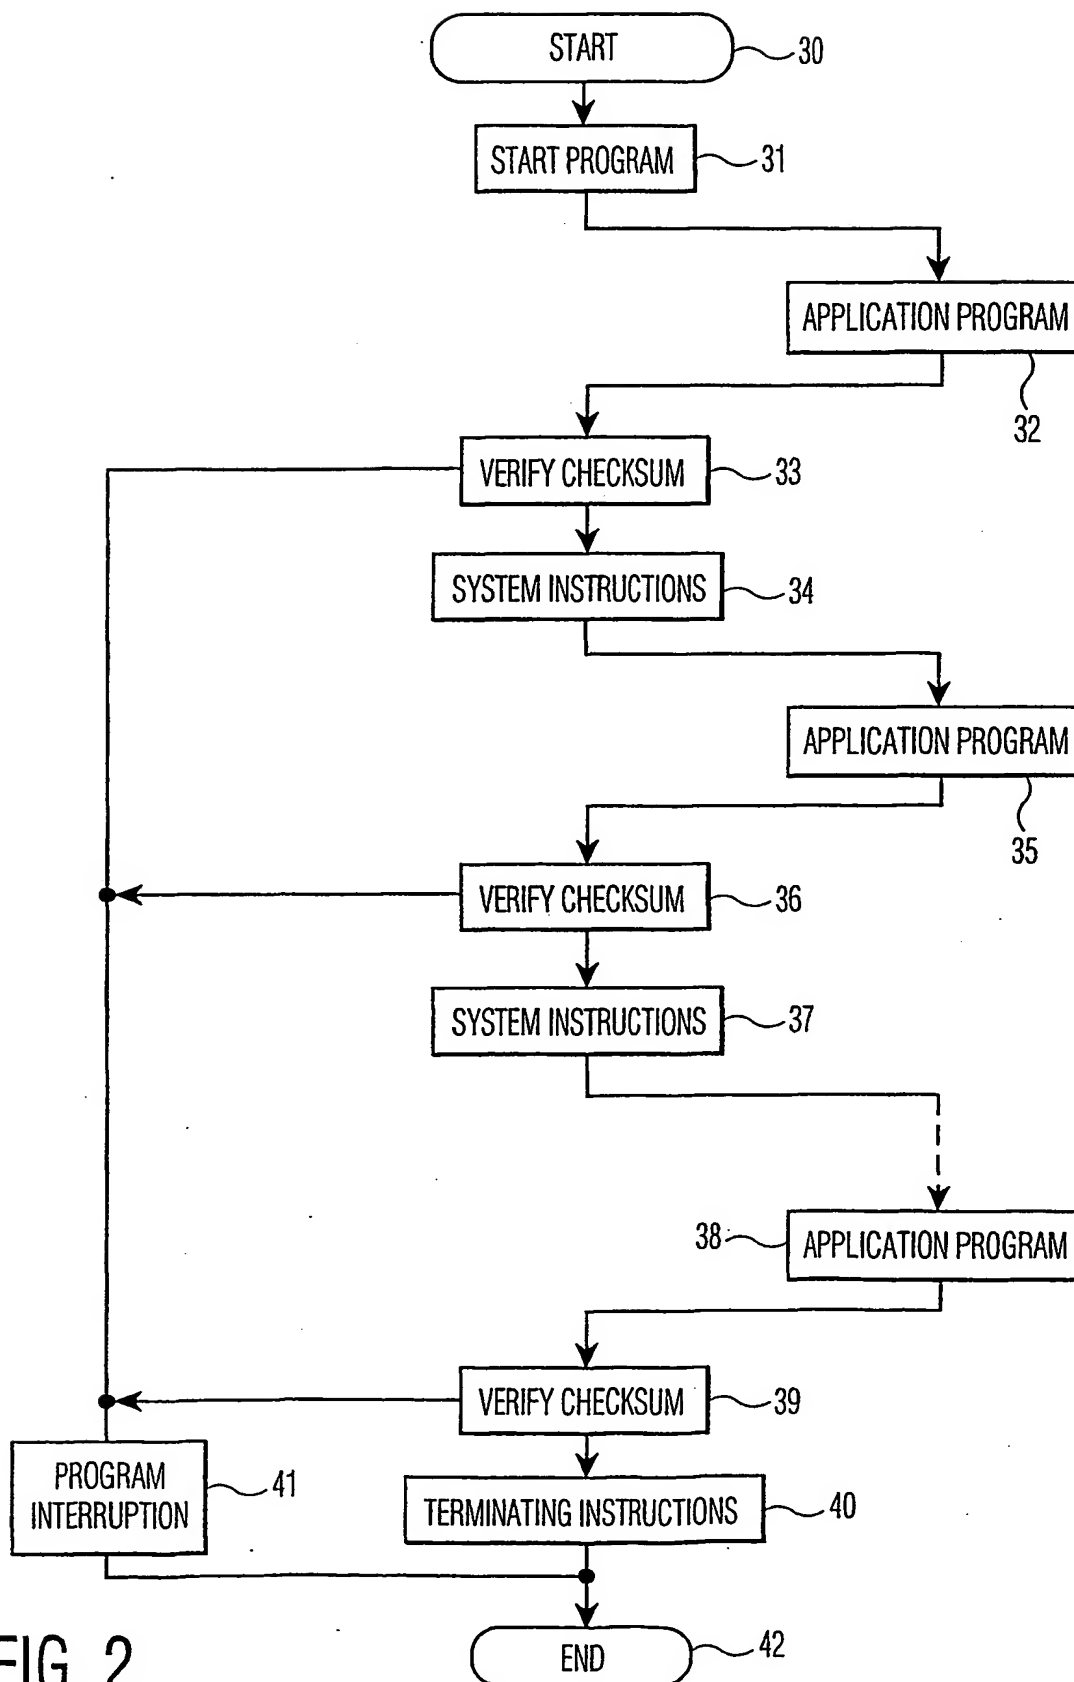 START
30
START PROGRAM
31
APPLICATION PROGRAM
32
VERIFY CHECKSUM
33
SYSTEM INSTRUCTIONS
34
APPLICATION PROGRAM
35
VERIFY CHECKSUM
36
SYSTEM INSTRUCTIONS
37
38
APPLICATION PROGRAM
VERIFY CHECKSUM
39
PROGRAM
INTERRUPTION
41
TERMINATING INSTRUCTIONS
40
END
42
FIG. 2